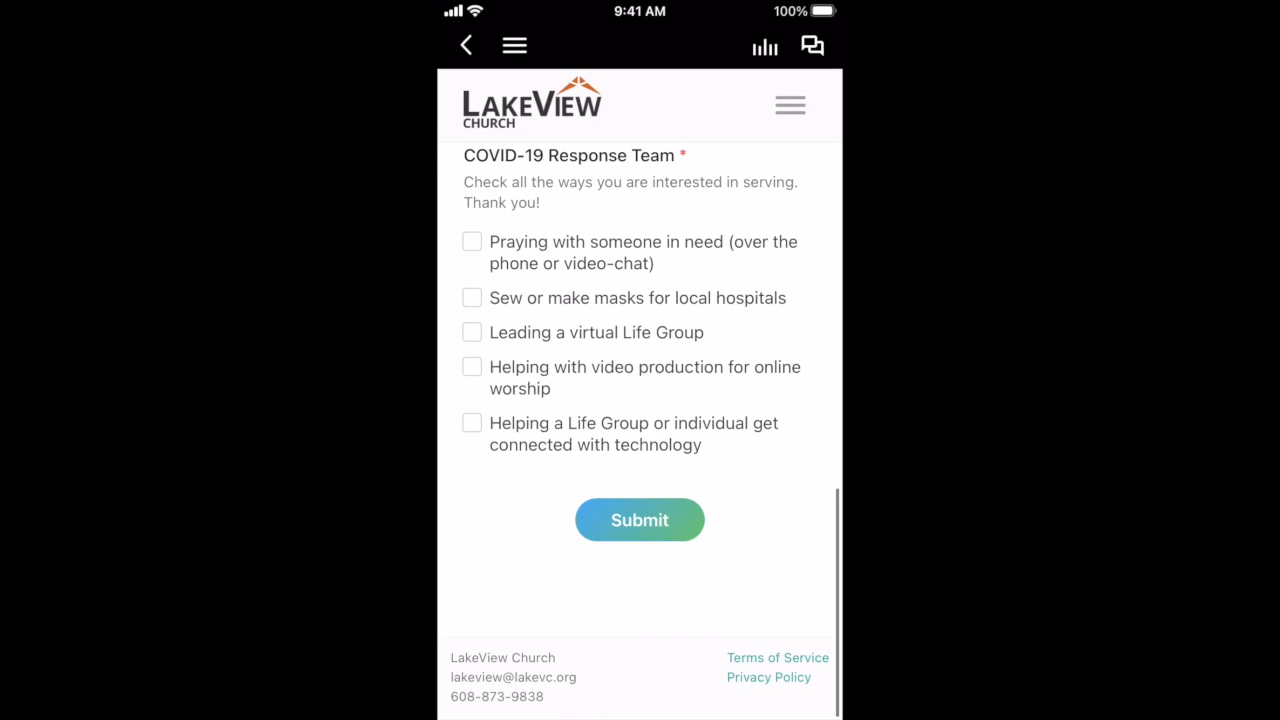 9:41 AM
100%
LAKEVIEW
CHURCH
COVID-19 Response Team *
Check all the ways you are interested in serving.
Thank you!
Praying with someone in need (over the
phone or video-chat)
Sew or make masks for local hospitals
Leading a virtual Life Group
Helping with video production for online
worship
Helping a Life Group or individual get
connected with technology
Submit
LakeView Church
Terms of Service
lakeview@lakevc.org
Privacy Policy
608-873-9838